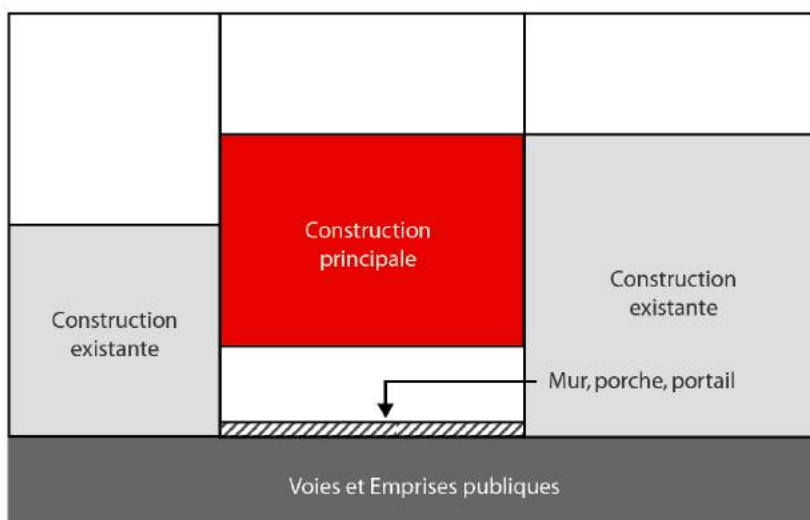 Construction
principale
Construction
existante
Construction
existante
Mur, porche, portail
Voies et Emprises publiques